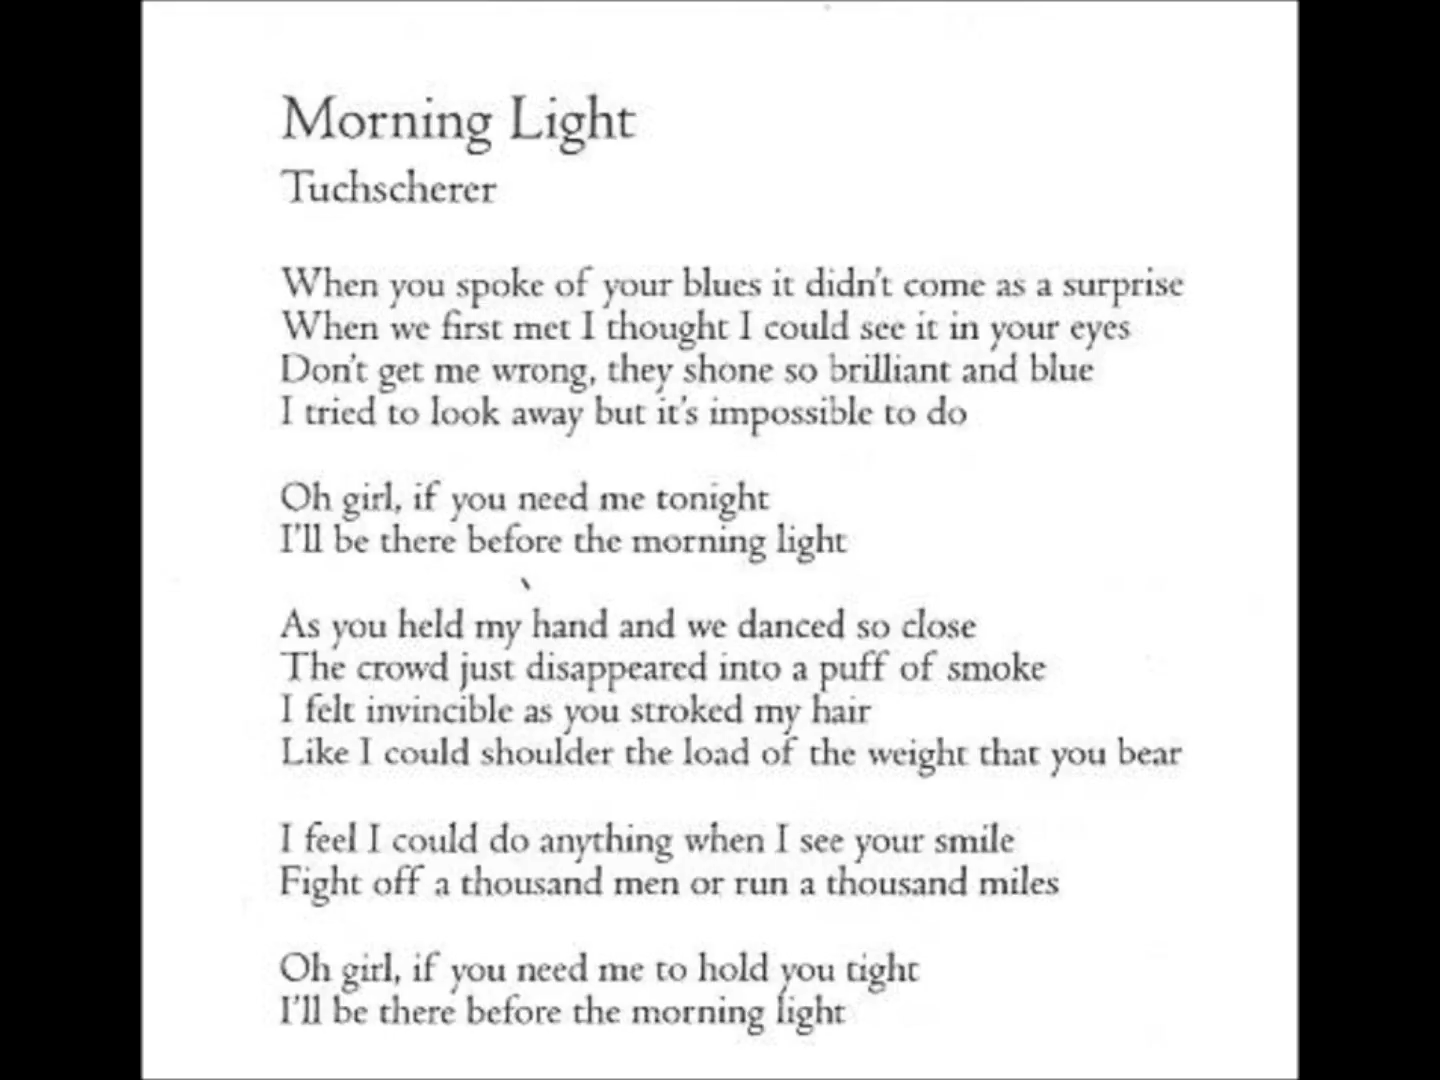 Morning Light
Tuchscherer
When you spoke of your blues it didn't come as a surprise
When we first met I thought I could see it in your eyes
Don't get me wrong, they shone so brilliant and blue
I tried to look away but it's impossible to do
Oh girl, if you need me tonight
I'll be there before the morning light
As you held my hand and we danced so close
The crowd just disappeared into a puff of smoke
I felt invincible as you stroked my hair
Like I could shoulder the load of the weight that you bear
I feel I could do anything when I see your smile
Fight off a thousand men or run a thousand miles
Oh girl, if you need me to hold you tight
I'll be there before the morning light